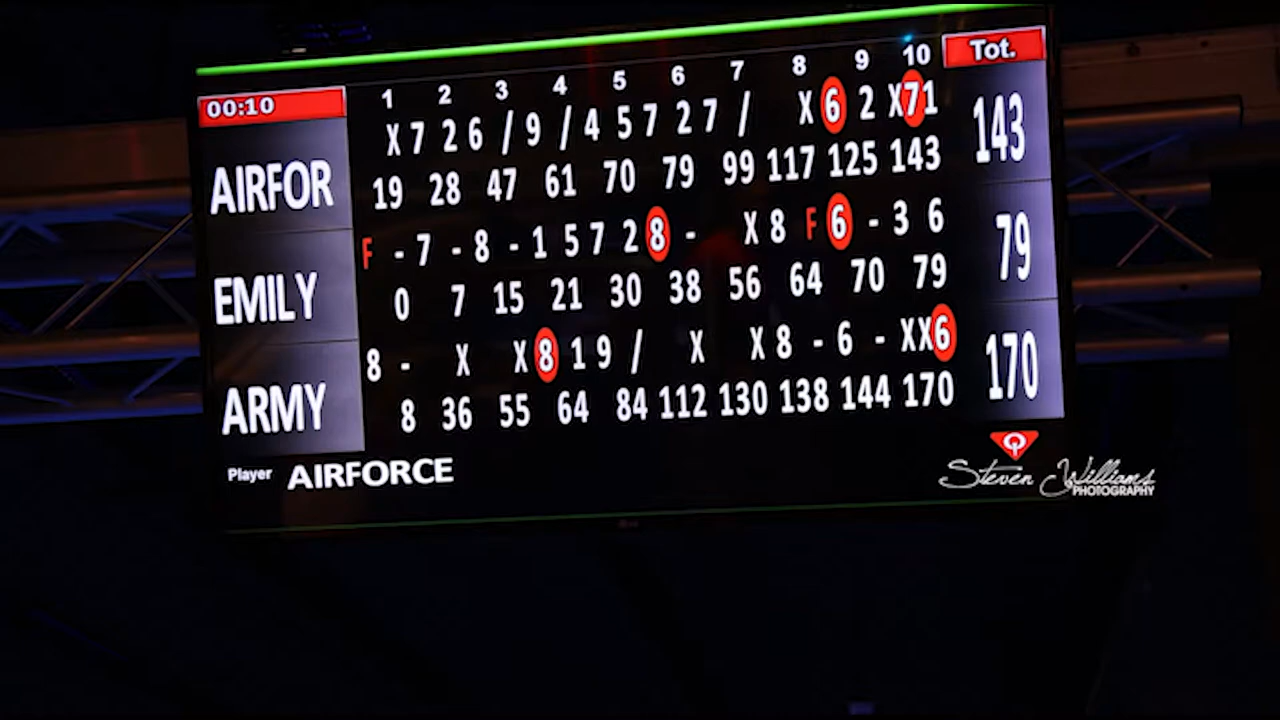 1 2 3 4 5 6 7 8 9 10 Tot.
00:10
X 7 2 6 / 9 / 4 5 7 2 7 / X 6 2 X 7 1
AIRFOR 19 28 47 61 70 79 99 117 125 143 143
F - 7 - 8 - 1 5 7 2 8 - X 8 F 6 - 3 6
EMILY 0 7 15 21 30 38 56 64 70 79 79
8 - X X 8 1 9 / X X 8 - 6 - X X 6
ARMY 8 36 55 64 84 112 130 138 144 170 170
Player AIRFORCE
Steven Williams
PHOTOGRAPHY